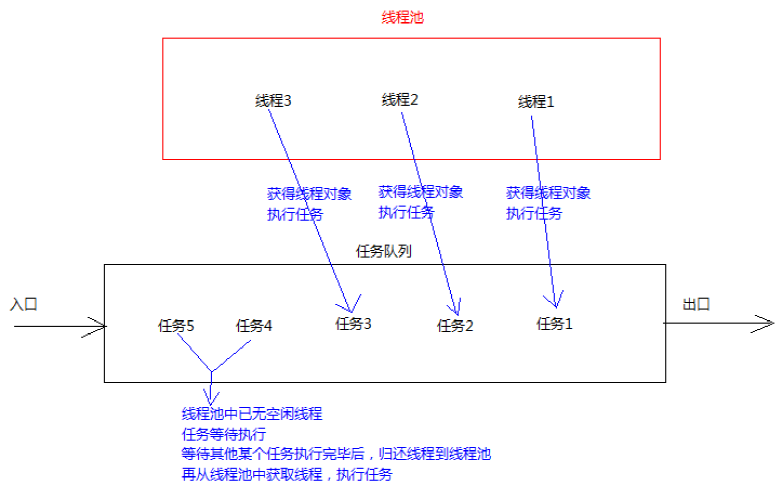 线程池
线程3
线程2
线程1
获得线程对象
执行任务
获得线程对象
执行任务
获得线程对象
执行任务
任务队列
入口
出口
任务5
任务4
任务3
任务2
任务1
线程池中已无空闲线程
任务等待执行
等待其他某个任务执行完毕后，归还线程到线程池
再从线程池中获取线程，执行任务